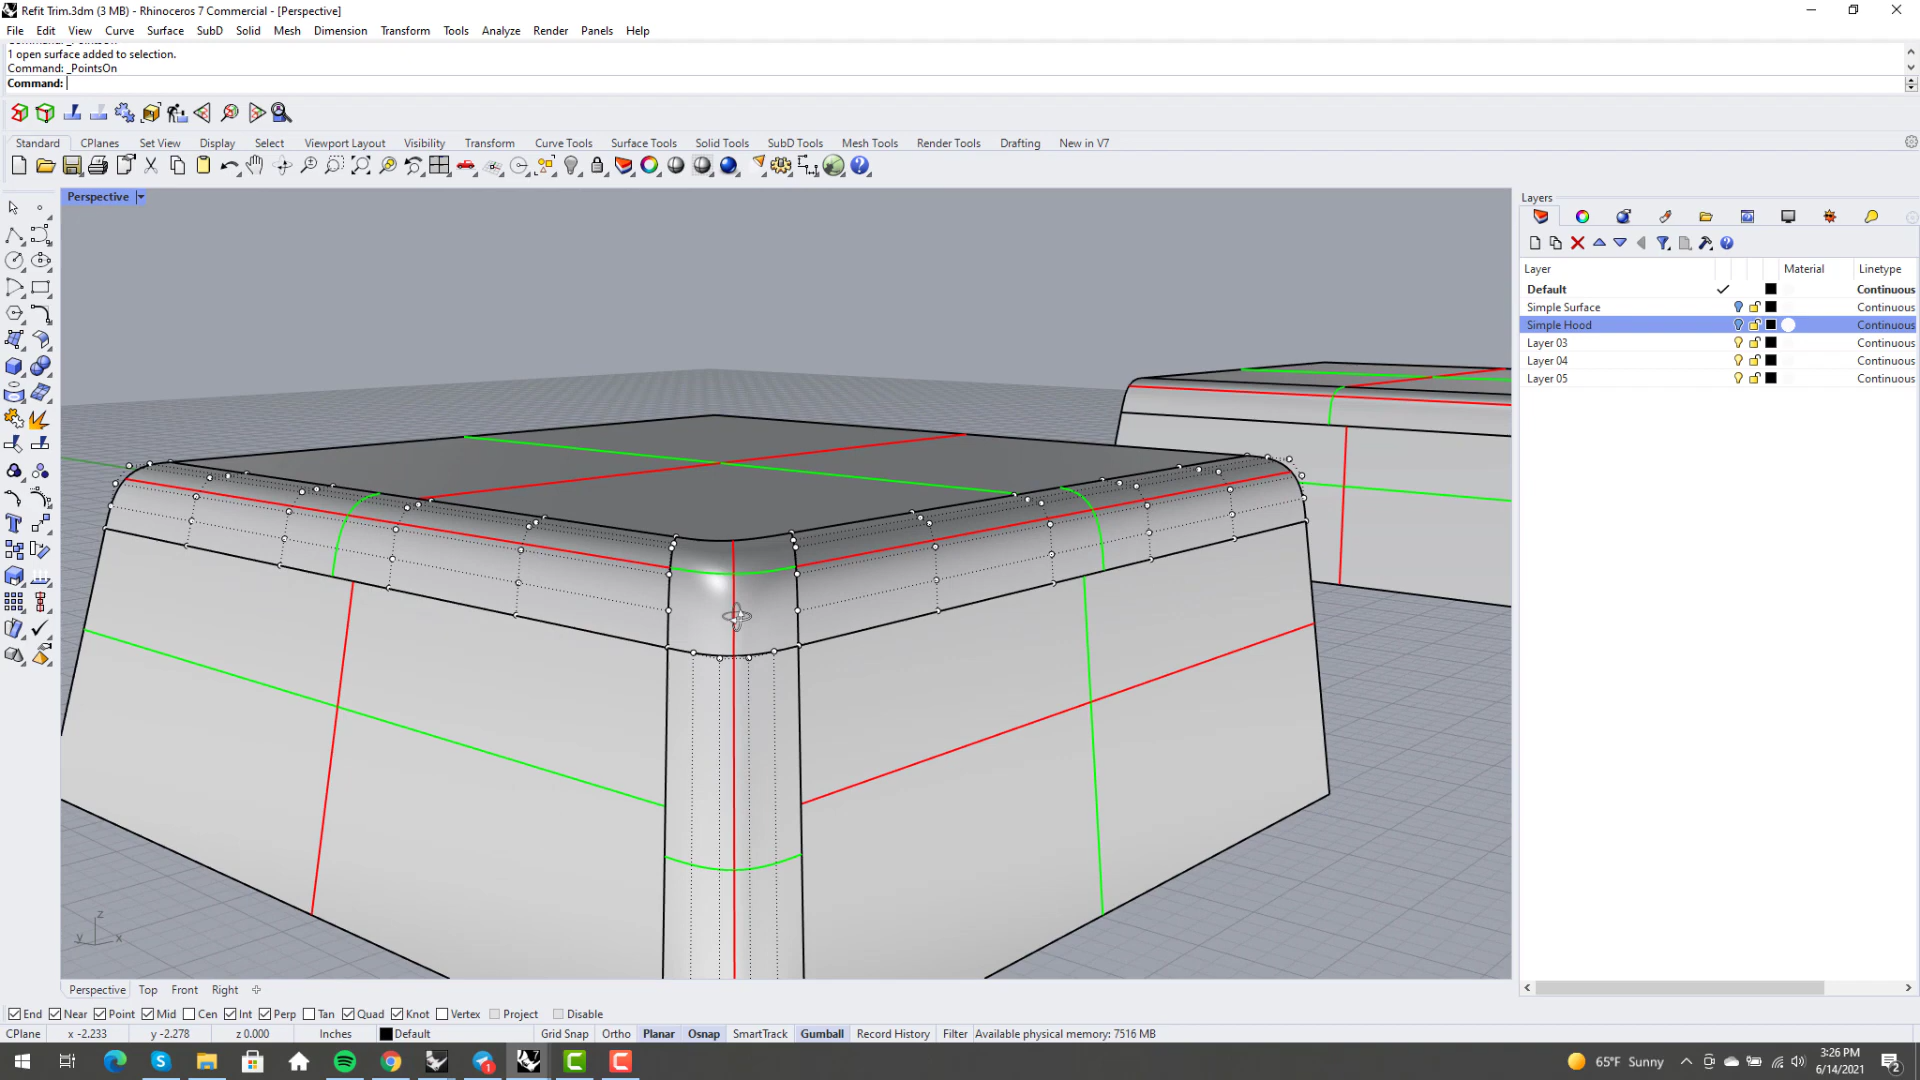 Refit Trim.3dm (3 MB) - Rhinoceros 7 Commercial - [Perspective]
File Edit View Curve Surface SubD Solid Mesh Dimension Transform Tools Analyze Render Panels Help
1 open surface added to selection.
Command: _PointsOn
Command:
Standard CPlanes Set View Display Select Viewport Layout Visibility Transform Curve Tools Surface Tools Solid Tools SubD Tools Mesh Tools Render Tools Drafting New in V7
Perspective
Layers
Layer Material Linetype
Default Continuous
Simple Surface Continuous
Simple Hood Continuous
Layer 03 Continuous
Layer 04 Continuous
Layer 05 Continuous
z
y x
Perspective Top Front Right
End Near Point Mid Cen Int Perp Tan Quad Knot Vertex Project Disable
CPlane x -2.233 y -2.278 z 0.000 Inches Default Grid Snap Ortho Planar Osnap SmartTrack Gumball Record History Filter Available physical memory: 7516 MB
65°F Sunny
3:26 PM
6/14/2021